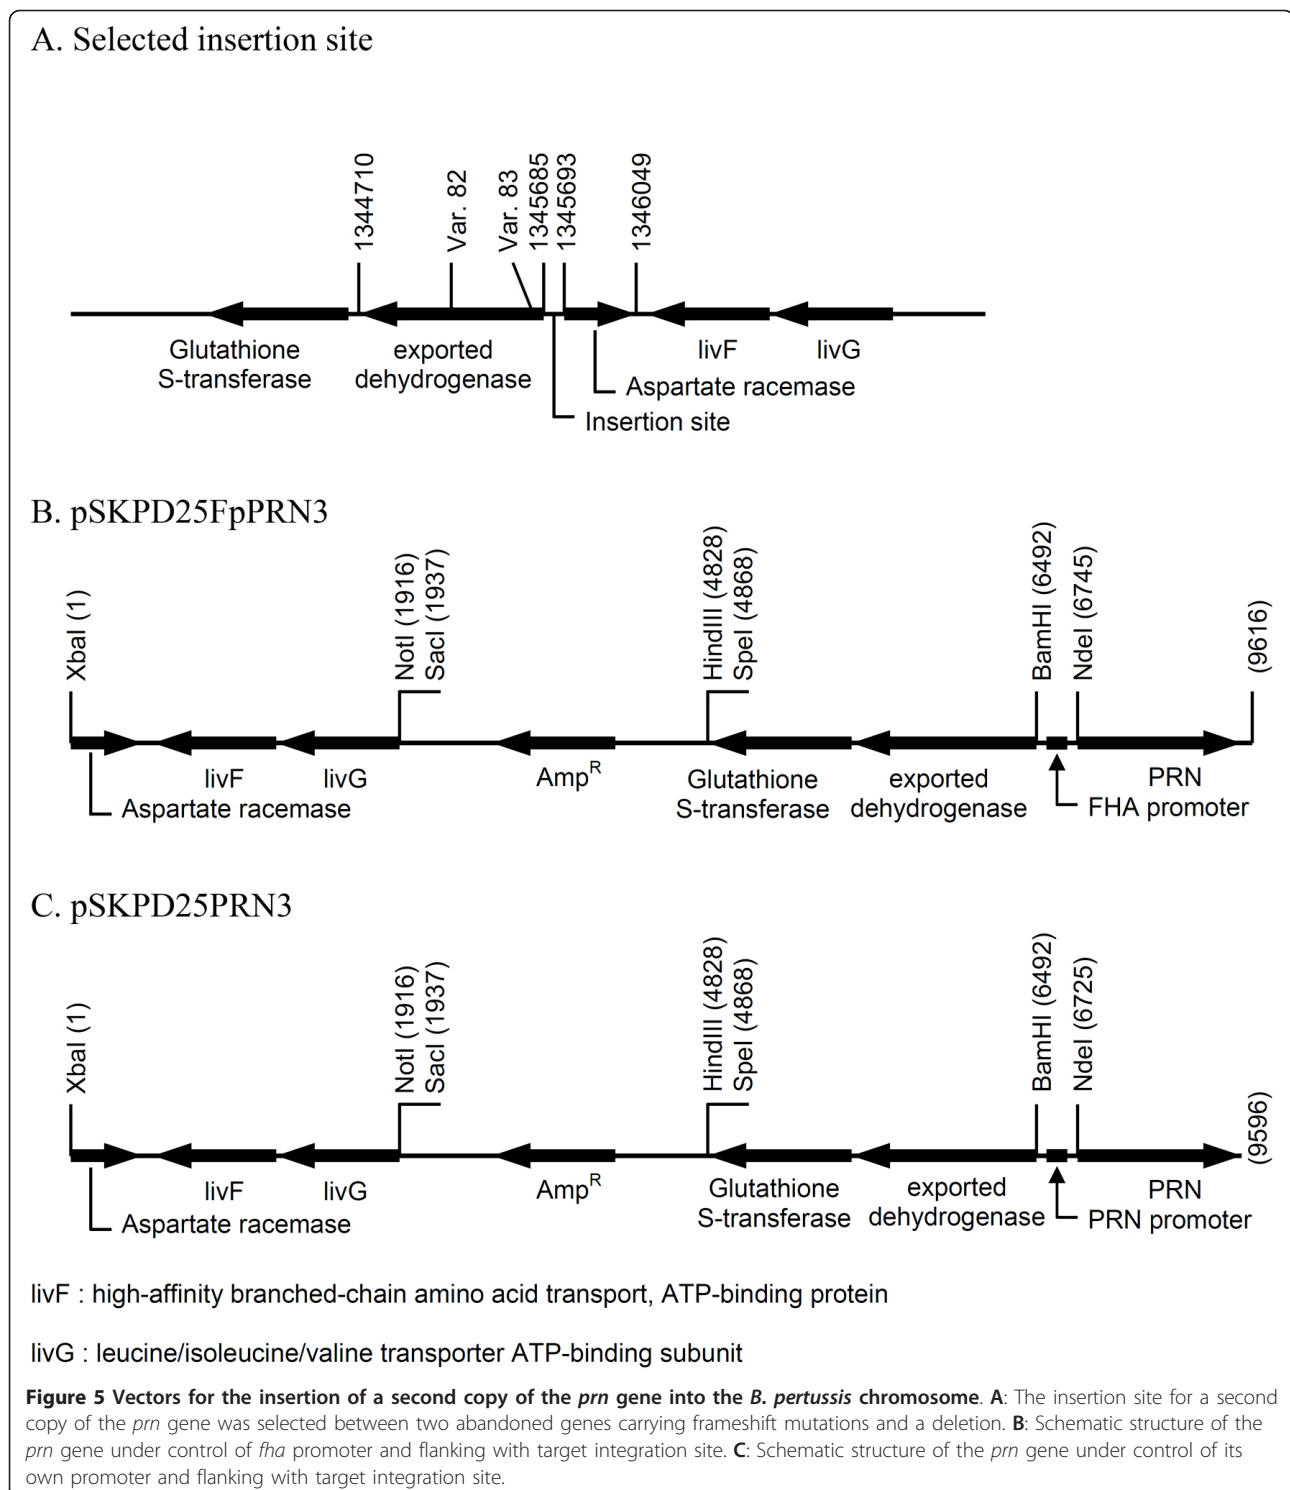 A. Selected insertion site
1344710
Var. 82
Var. 83
1345685
1345693
1346049
Glutathione
S-transferase
exported
dehydrogenase
livF
livG
Aspartate racemase
Insertion site
B. pSKPD25FpPRN3
XbaI (1)
NotI (1916)
SacI (1937)
HindIII (4828)
SpeI (4868)
BamHI (6492)
NdeI (6745)
(9616)
livF
livG
Amp^R
Glutathione
S-transferase
exported
dehydrogenase
PRN
Aspartate racemase
FHA promoter
C. pSKPD25PRN3
XbaI (1)
NotI (1916)
SacI (1937)
HindIII (4828)
SpeI (4868)
BamHI (6492)
NdeI (6725)
(9596)
livF
livG
Amp^R
Glutathione
S-transferase
exported
dehydrogenase
PRN
Aspartate racemase
PRN promoter
livF : high-affinity branched-chain amino acid transport, ATP-binding protein
livG : leucine/isoleucine/valine transporter ATP-binding subunit
Figure 5 Vectors for the insertion of a second copy of the prn gene into the B. pertussis chromosome. A: The insertion site for a second
copy of the prn gene was selected between two abandoned genes carrying frameshift mutations and a deletion. B: Schematic structure of the
prn gene under control of fha promoter and flanking with target integration site. C: Schematic structure of the prn gene under control of its
own promoter and flanking with target integration site.